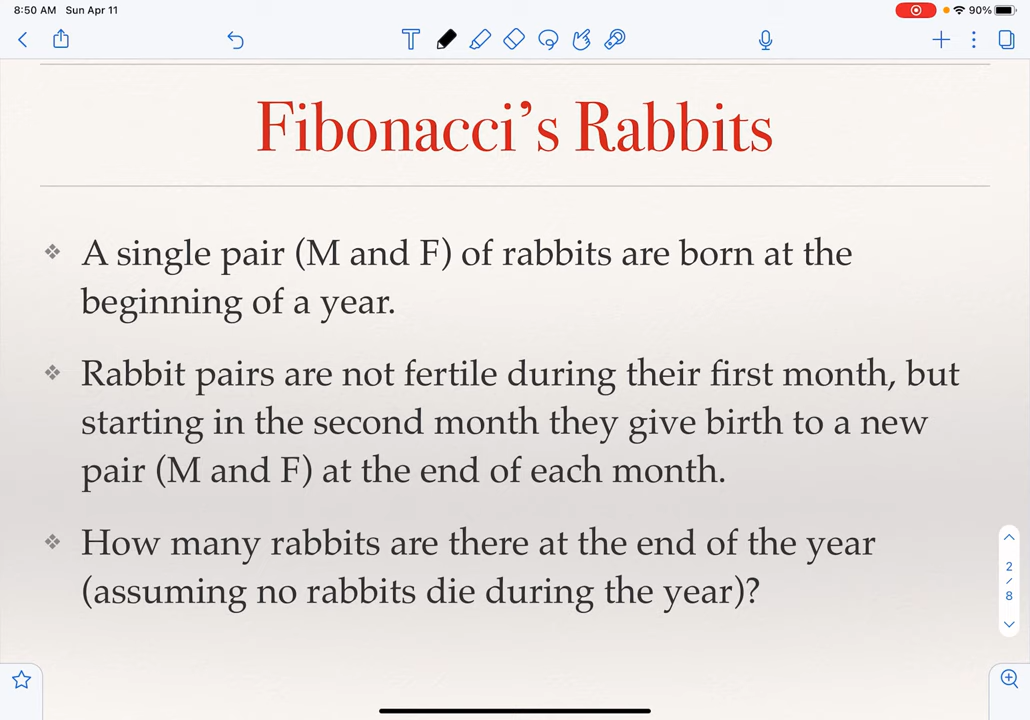 8:50 AM Sun Apr 11
90%
T
Fibonacci's Rabbits
❖ A single pair (M and F) of rabbits are born at the
beginning of a year.
❖ Rabbit pairs are not fertile during their first month, but
starting in the second month they give birth to a new
pair (M and F) at the end of each month.
❖ How many rabbits are there at the end of the year
(assuming no rabbits die during the year)?
2
/
8